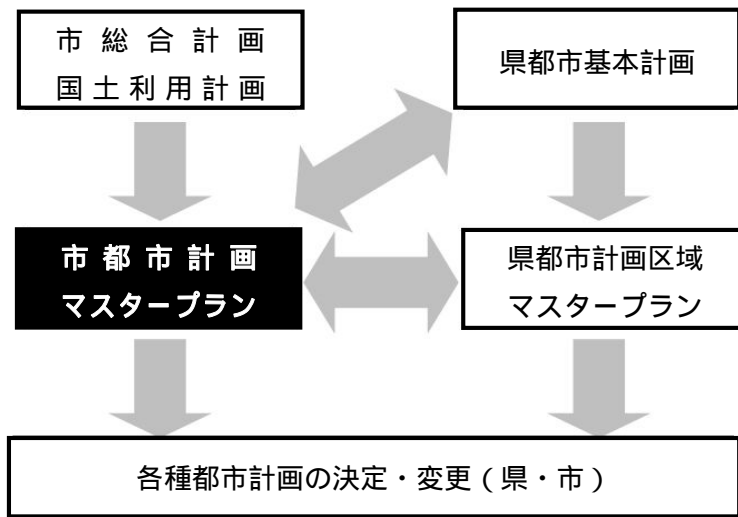 市総合計画
国土利用計画
県都市基本計画
市都市計画
マスタープラン
県都市計画区域
マスタープラン
各種都市計画の決定・変更（県・市）